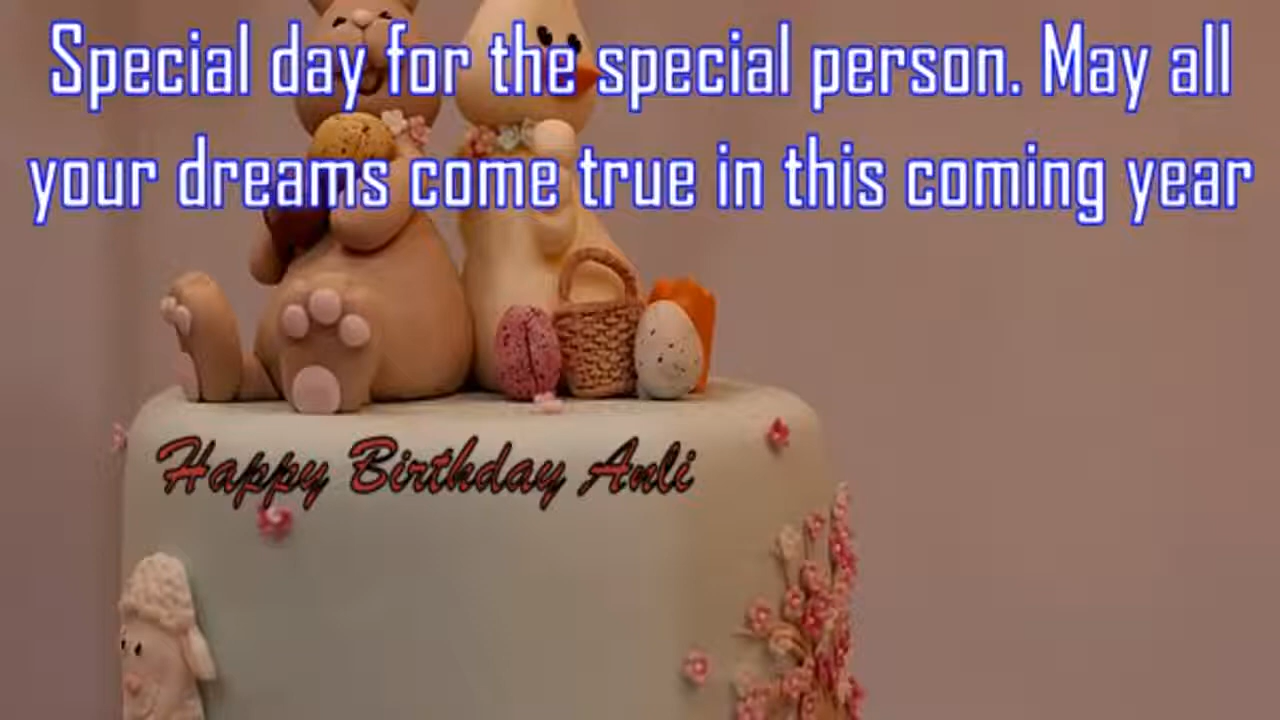 Special day for the special person. May all
your dreams come true in this coming year
Happy Birthday Anli